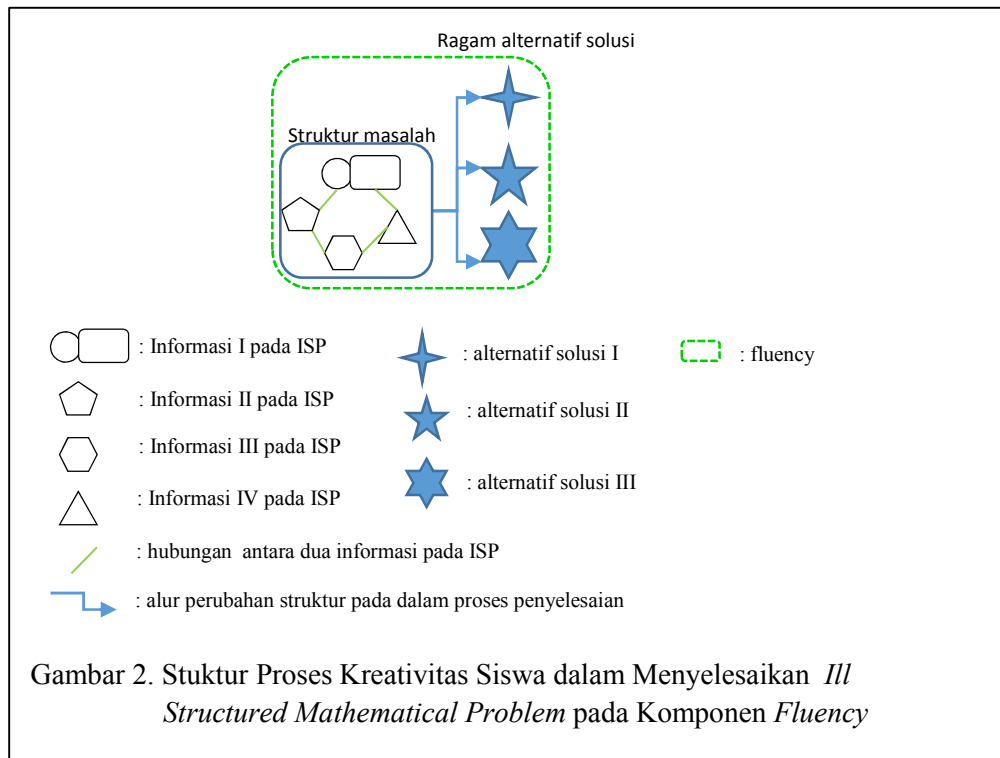 Ragam alternatif solusi
Struktur masalah
: Informasi I pada ISP
: Informasi II pada ISP
: Informasi III pada ISP
: Informasi IV pada ISP
: hubungan antara dua informasi pada ISP
: alur perubahan struktur pada dalam proses penyelesaian
: alternatif solusi I
: alternatif solusi II
: alternatif solusi III
: fluency
Gambar 2. Stuktur Proses Kreativitas Siswa dalam Menyelesaikan Ill
Structured Mathematical Problem pada Komponen Fluency